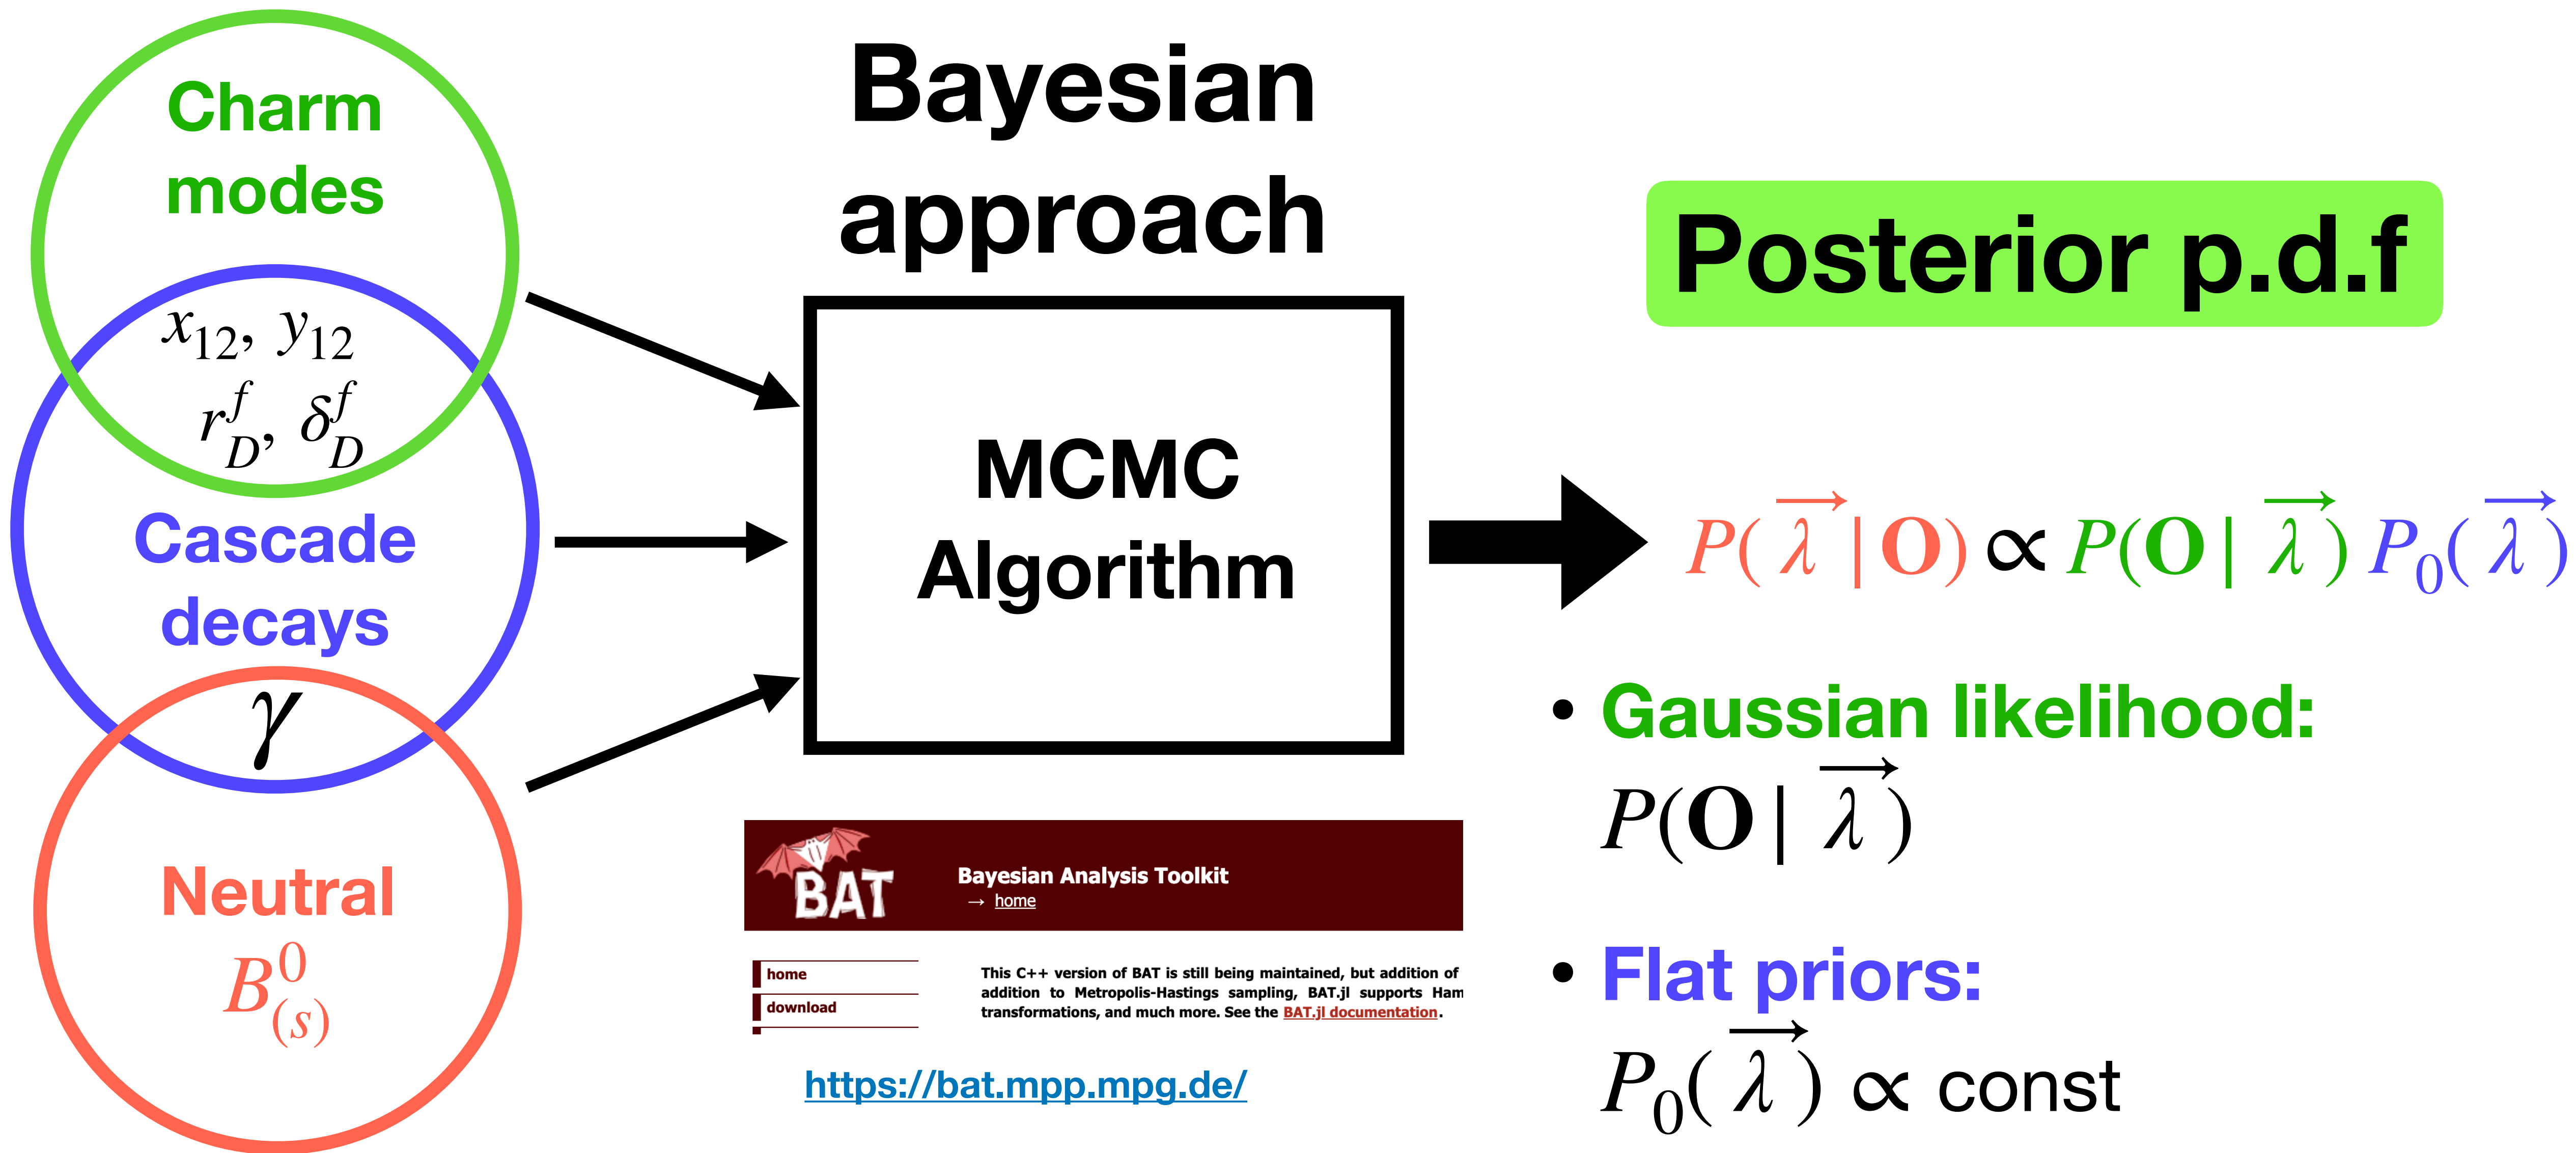 Charm
modes
x₁₂, y₁₂
r_D^f, δ_D^f
Cascade
decays
γ
Neutral
B⁰₍ₛ₎
Bayesian
approach
MCMC
Algorithm
BAT
Bayesian Analysis Toolkit
→ home
home
download
This C++ version of BAT is still being maintained, but addition of
addition to Metropolis-Hastings sampling, BAT.jl supports Ham
transformations, and much more. See the BAT.jl documentation.
https://bat.mpp.mpg.de/
Posterior p.d.f
P(λ⃗ | O) ∝ P(O | λ⃗) P₀(λ⃗)
• Gaussian likelihood:
P(O | λ⃗)
• Flat priors:
P₀(λ⃗) ∝ const